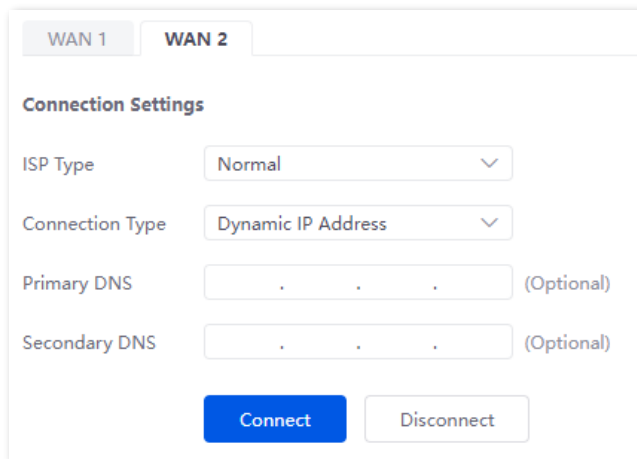 WAN 1 WAN 2
Connection Settings
ISP Type Normal
Connection Type Dynamic IP Address
Primary DNS . . . (Optional)
Secondary DNS . . . (Optional)
Connect Disconnect